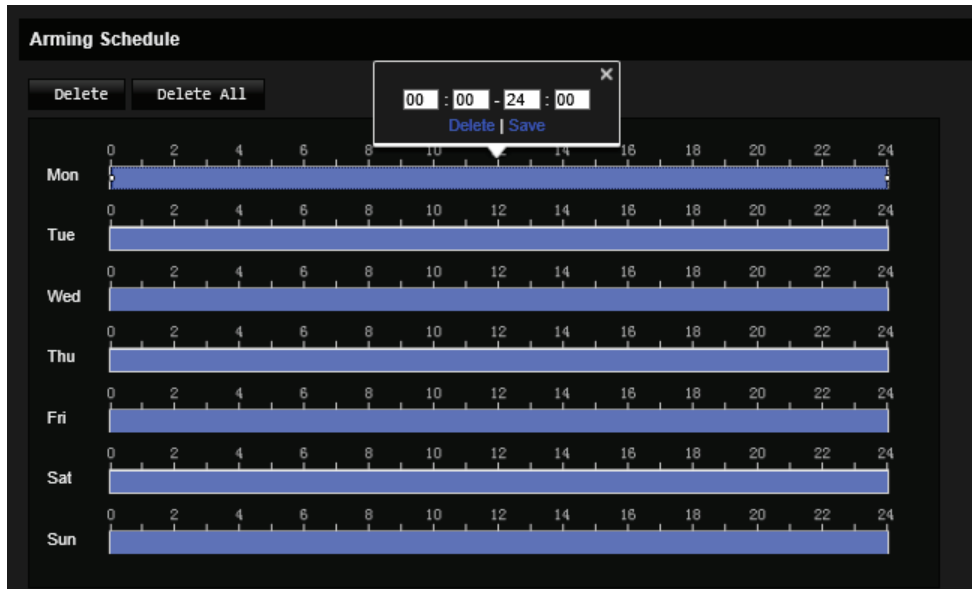 Arming Schedule
Delete Delete All
×
00 : 00 - 24 : 00
Delete | Save
0 2 4 6 8 10 12 14 16 18 20 22 24
Mon
0 2 4 6 8 10 12 14 16 18 20 22 24
Tue
0 2 4 6 8 10 12 14 16 18 20 22 24
Wed
0 2 4 6 8 10 12 14 16 18 20 22 24
Thu
0 2 4 6 8 10 12 14 16 18 20 22 24
Fri
0 2 4 6 8 10 12 14 16 18 20 22 24
Sat
0 2 4 6 8 10 12 14 16 18 20 22 24
Sun